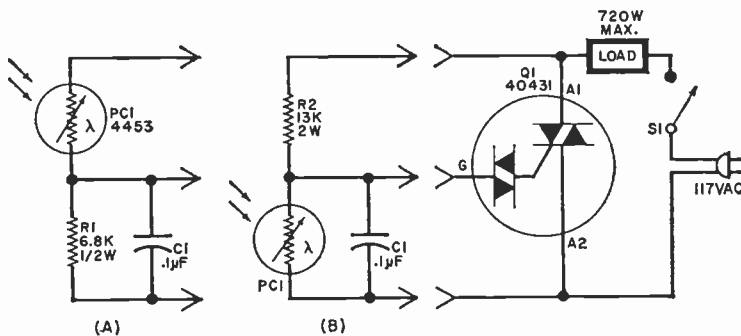 720W
MAX.
LOAD
Q1
40431
A1
S1
117VAC
G
A2
PC1
4453
λ
R1
6.8K
1/2W
C1
.1µF
(A)
R2
13K
2W
λ
PC1
C1
.1µF
(B)